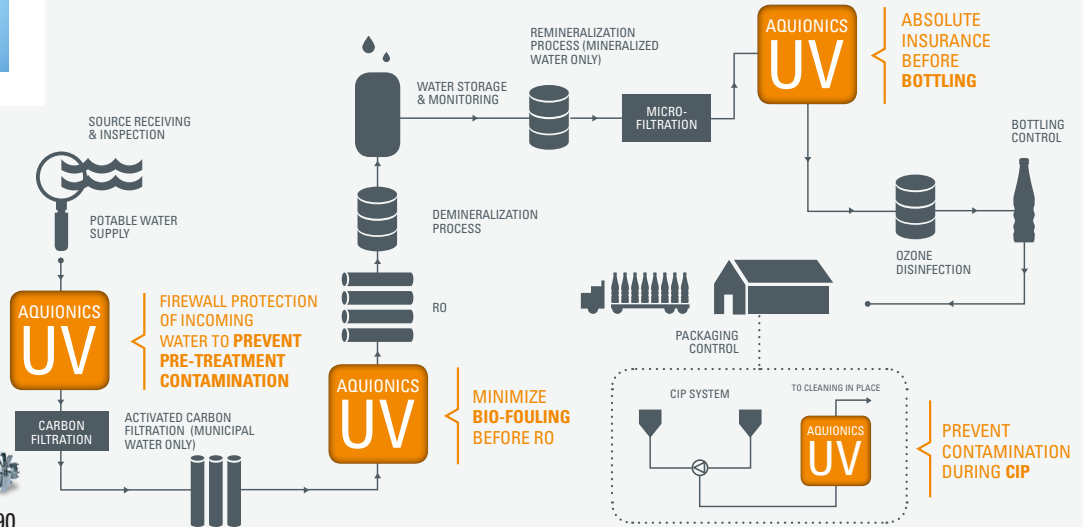 SOURCE RECEIVING
& INSPECTION
POTABLE WATER
SUPPLY
AQUIONICS
UV
FIREWALL PROTECTION
OF INCOMING
WATER TO PREVENT
PRE-TREATMENT
CONTAMINATION
CARBON
FILTRATION
ACTIVATED CARBON
FILTRATION (MUNICIPAL
WATER ONLY)
AQUIONICS
UV
MINIMIZE
BIO-FOULING
BEFORE RO
RO
DEMINERALIZATION
PROCESS
WATER STORAGE
& MONITORING
REMINERALIZATION
PROCESS (MINERALIZED
WATER ONLY)
MICRO-
FILTRATION
AQUIONICS
UV
ABSOLUTE
INSURANCE
BEFORE
BOTTLING
OZONE
DISINFECTION
BOTTLING
CONTROL
PACKAGING
CONTROL
CIP SYSTEM
TO CLEANING IN PLACE
AQUIONICS
UV
PREVENT
CONTAMINATION
DURING CIP
90